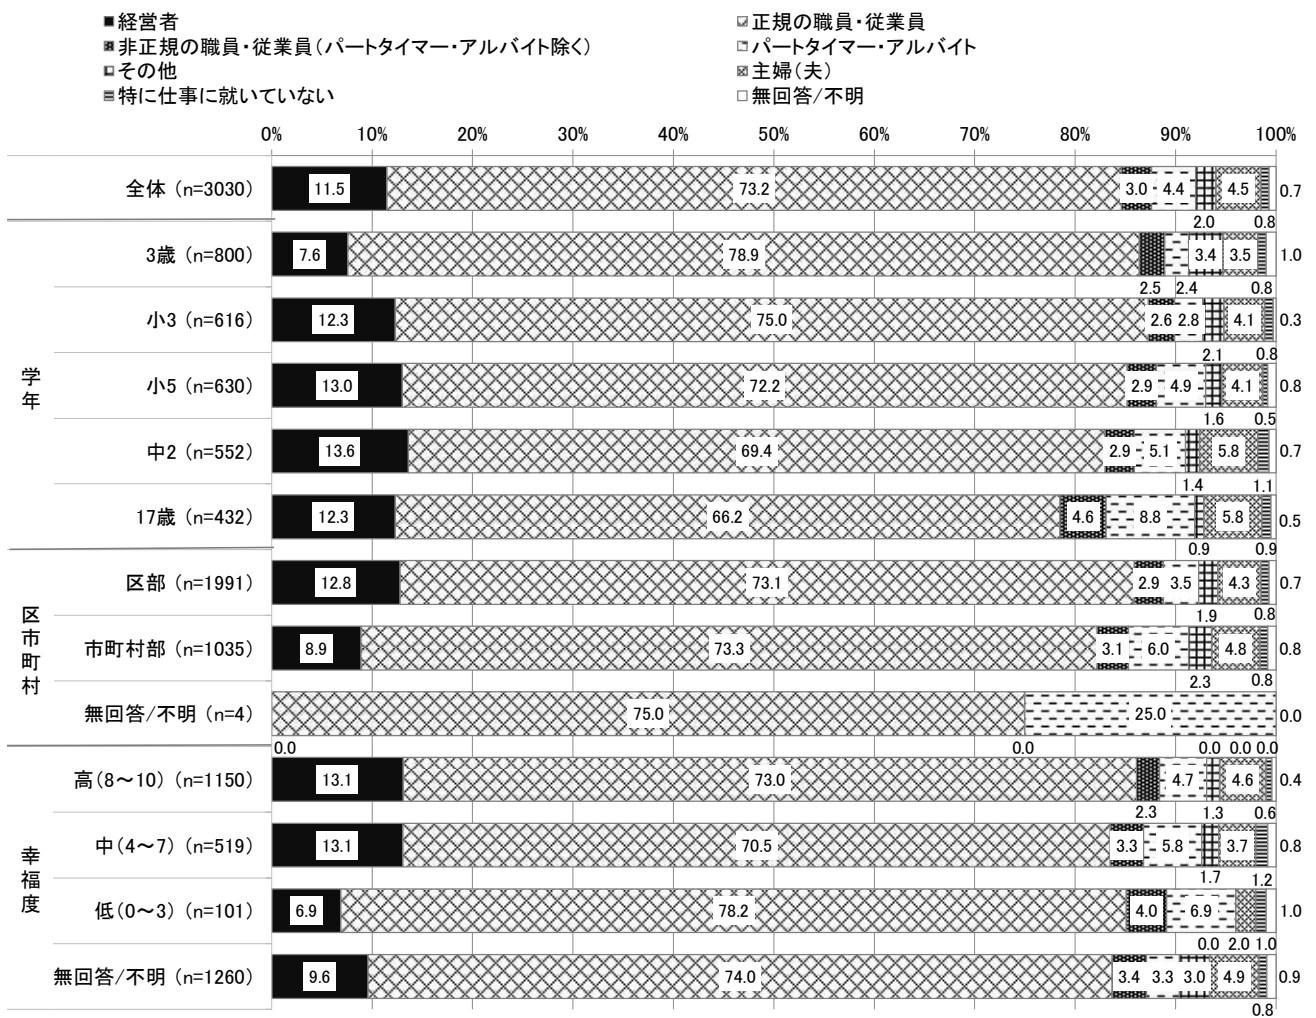 ■経営者
正規の職員・従業員
非正規の職員・従業員(パートタイマー・アルバイト除く)
パートタイマー・アルバイト
その他
主婦(夫)
特に仕事に就いていない
□無回答/不明
0% 10% 20% 30% 40% 50% 60% 70% 80% 90% 100%
全体 (n=3030) 11.5 73.2 3.0 4.4 4.5 0.7
2.0 0.8
学年
3歳 (n=800) 7.6 78.9 3.4 3.5 1.0
2.5 2.4 0.8
小3 (n=616) 12.3 75.0 2.6 2.8 4.1 0.3
2.1 0.8
小5 (n=630) 13.0 72.2 2.9 4.9 4.1 0.8
1.6 0.5
中2 (n=552) 13.6 69.4 2.9 5.1 5.8 0.7
1.4 1.1
17歳 (n=432) 12.3 66.2 4.6 8.8 5.8 0.5
0.9 0.9
区市町村
区部 (n=1991) 12.8 73.1 2.9 3.5 4.3 0.7
1.9 0.8
市町村部 (n=1035) 8.9 73.3 3.1 6.0 4.8 0.8
2.3 0.8
無回答/不明 (n=4) 75.0 25.0 0.0
0.0 0.0 0.0 0.0 0.0
幸福度
高(8~10) (n=1150) 13.1 73.0 4.7 4.6 0.4
2.3 1.3 0.6
中(4~7) (n=519) 13.1 70.5 3.3 5.8 3.7 0.8
1.7 1.2
低(0~3) (n=101) 6.9 78.2 4.0 6.9 1.0
0.0 2.0 1.0
無回答/不明 (n=1260) 9.6 74.0 3.4 3.3 3.0 4.9 0.9
0.8